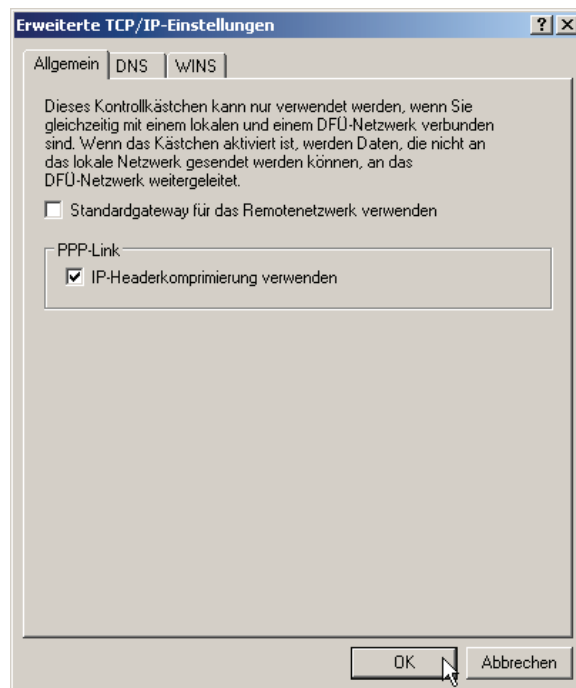 Erweiterte TCP/IP-Einstellungen
Allgemein DNS WINS
Dieses Kontrollkästchen kann nur verwendet werden, wenn Sie
gleichzeitig mit einem lokalen und einem DFÜ-Netzwerk verbunden
sind. Wenn das Kästchen aktiviert ist, werden Daten, die nicht an
das lokale Netzwerk gesendet werden können, an das
DFÜ-Netzwerk weitergeleitet.
Standardgateway für das Remotenetzwerk verwenden
PPP-Link
IP-Headerkomprimierung verwenden
OK Abbrechen